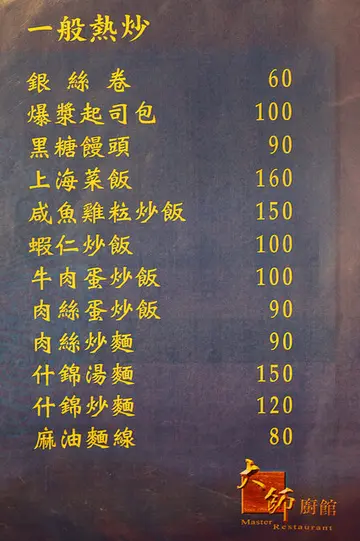 一般熱炒
銀絲卷 60
爆漿起司包 100
黑糖饅頭 90
上海菜飯 160
咸魚雞粒炒飯 150
蝦仁炒飯 100
牛肉蛋炒飯 100
肉絲蛋炒飯 90
肉絲炒麵 90
什錦湯麵 150
什錦炒麵 120
麻油麵線 80
大師廚館
Master Restaurant